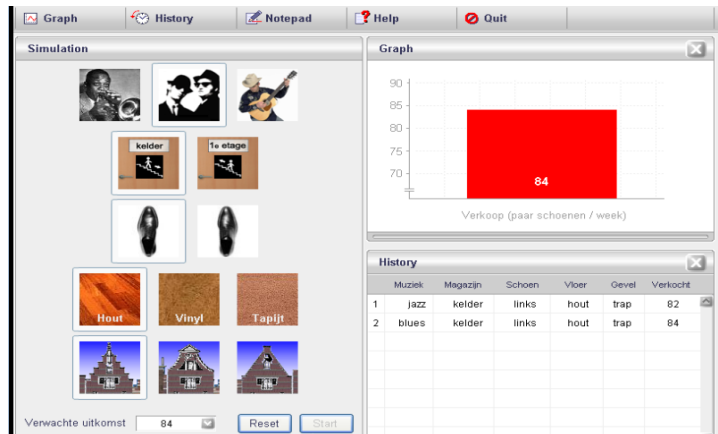 Graph History Notepad Help Quit
Simulation
kelder 1e etage
Hout Vinyl Tapijt
Verwachte uitkomst 84 Reset Start
Graph
90
85
80
75
70
84
Verkoop (paar schoenen / week)
History
Muziek Magazijn Schoen Vloer Gevel Verkocht
1 jazz kelder links hout trap 82
2 blues kelder links hout trap 84